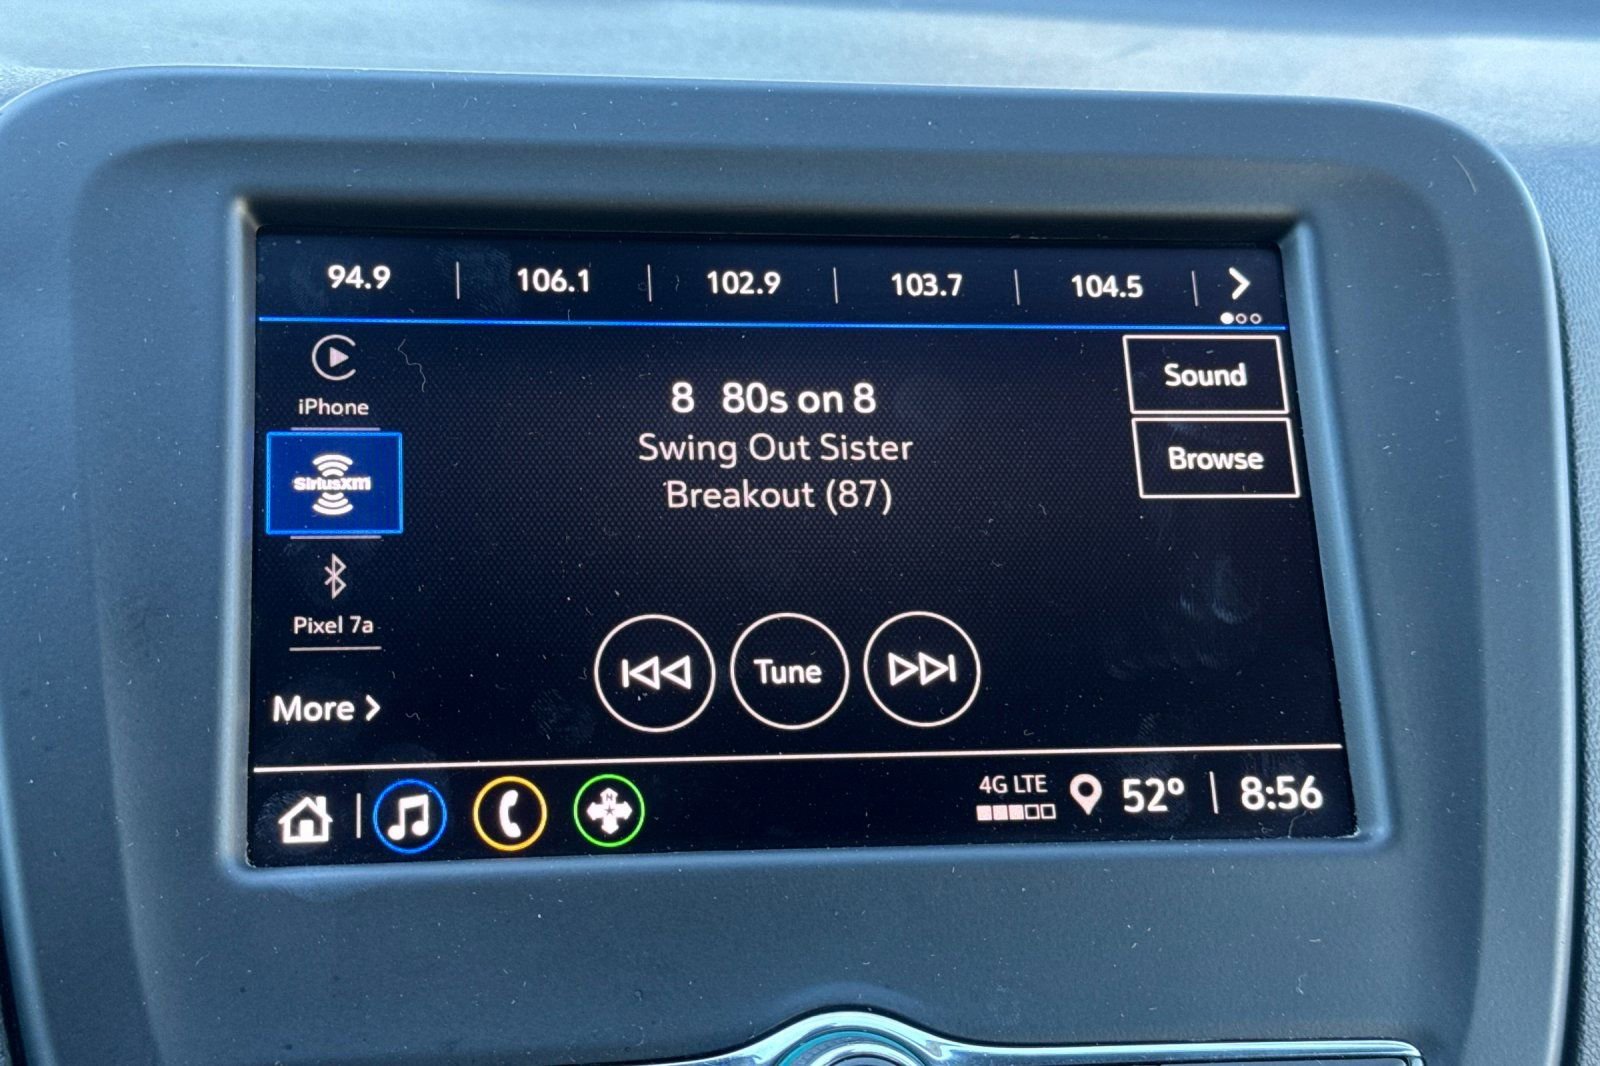 94.9 | 106.1 | 102.9 | 103.7 | 104.5 |
iPhone
SiriusXM
Pixel 7a
More >
8 80s on 8
Swing Out Sister
Breakout (87)
Sound
Browse
Tune
N
4G LTE
52° | 8:56